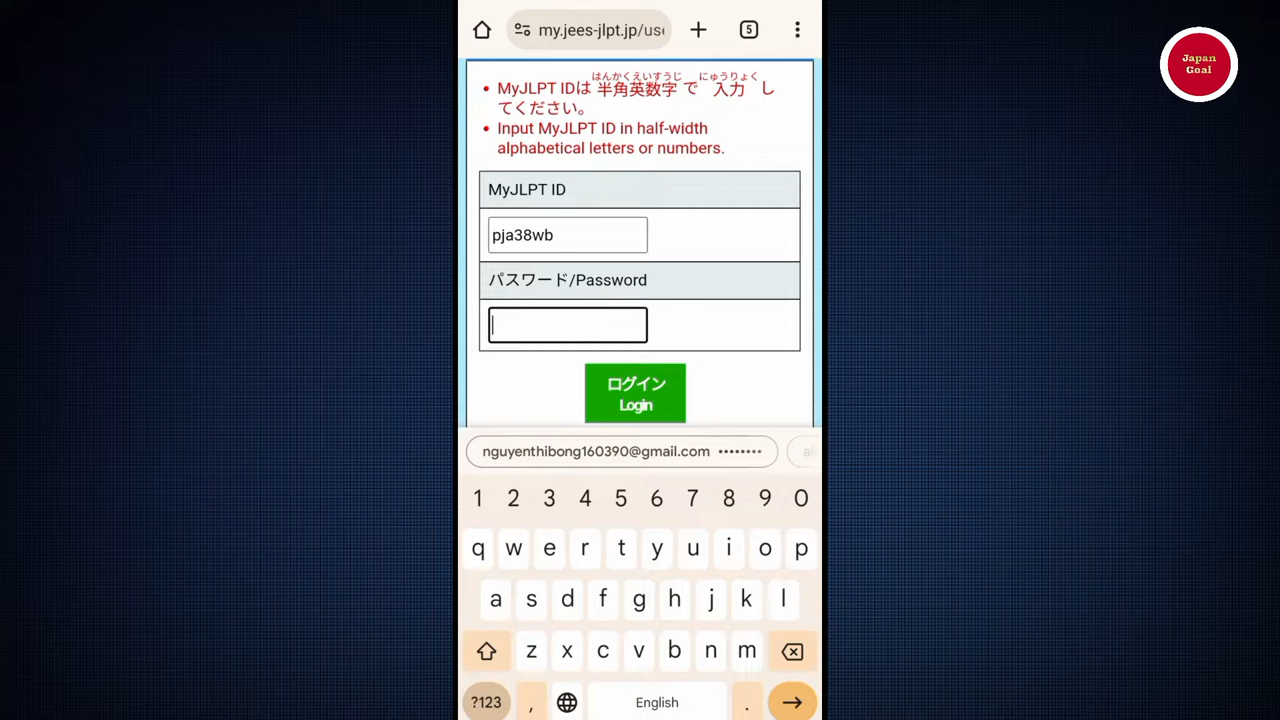 my.jees-jlpt.jp/use
5
Japan
Goal
はんかくえいすうじ にゅうりょく
MyJLPT IDは 半角英数字 で 入力 し
てください。
Input MyJLPT ID in half-width
alphabetical letters or numbers.
MyJLPT ID
pja38wb
パスワード/Password
ログイン
Login
nguyenthibong160390@gmail.com ••••••••
1 2 3 4 5 6 7 8 9 0
q w e r t y u i o p
a s d f g h j k l
z x c v b n m
?123 , English .